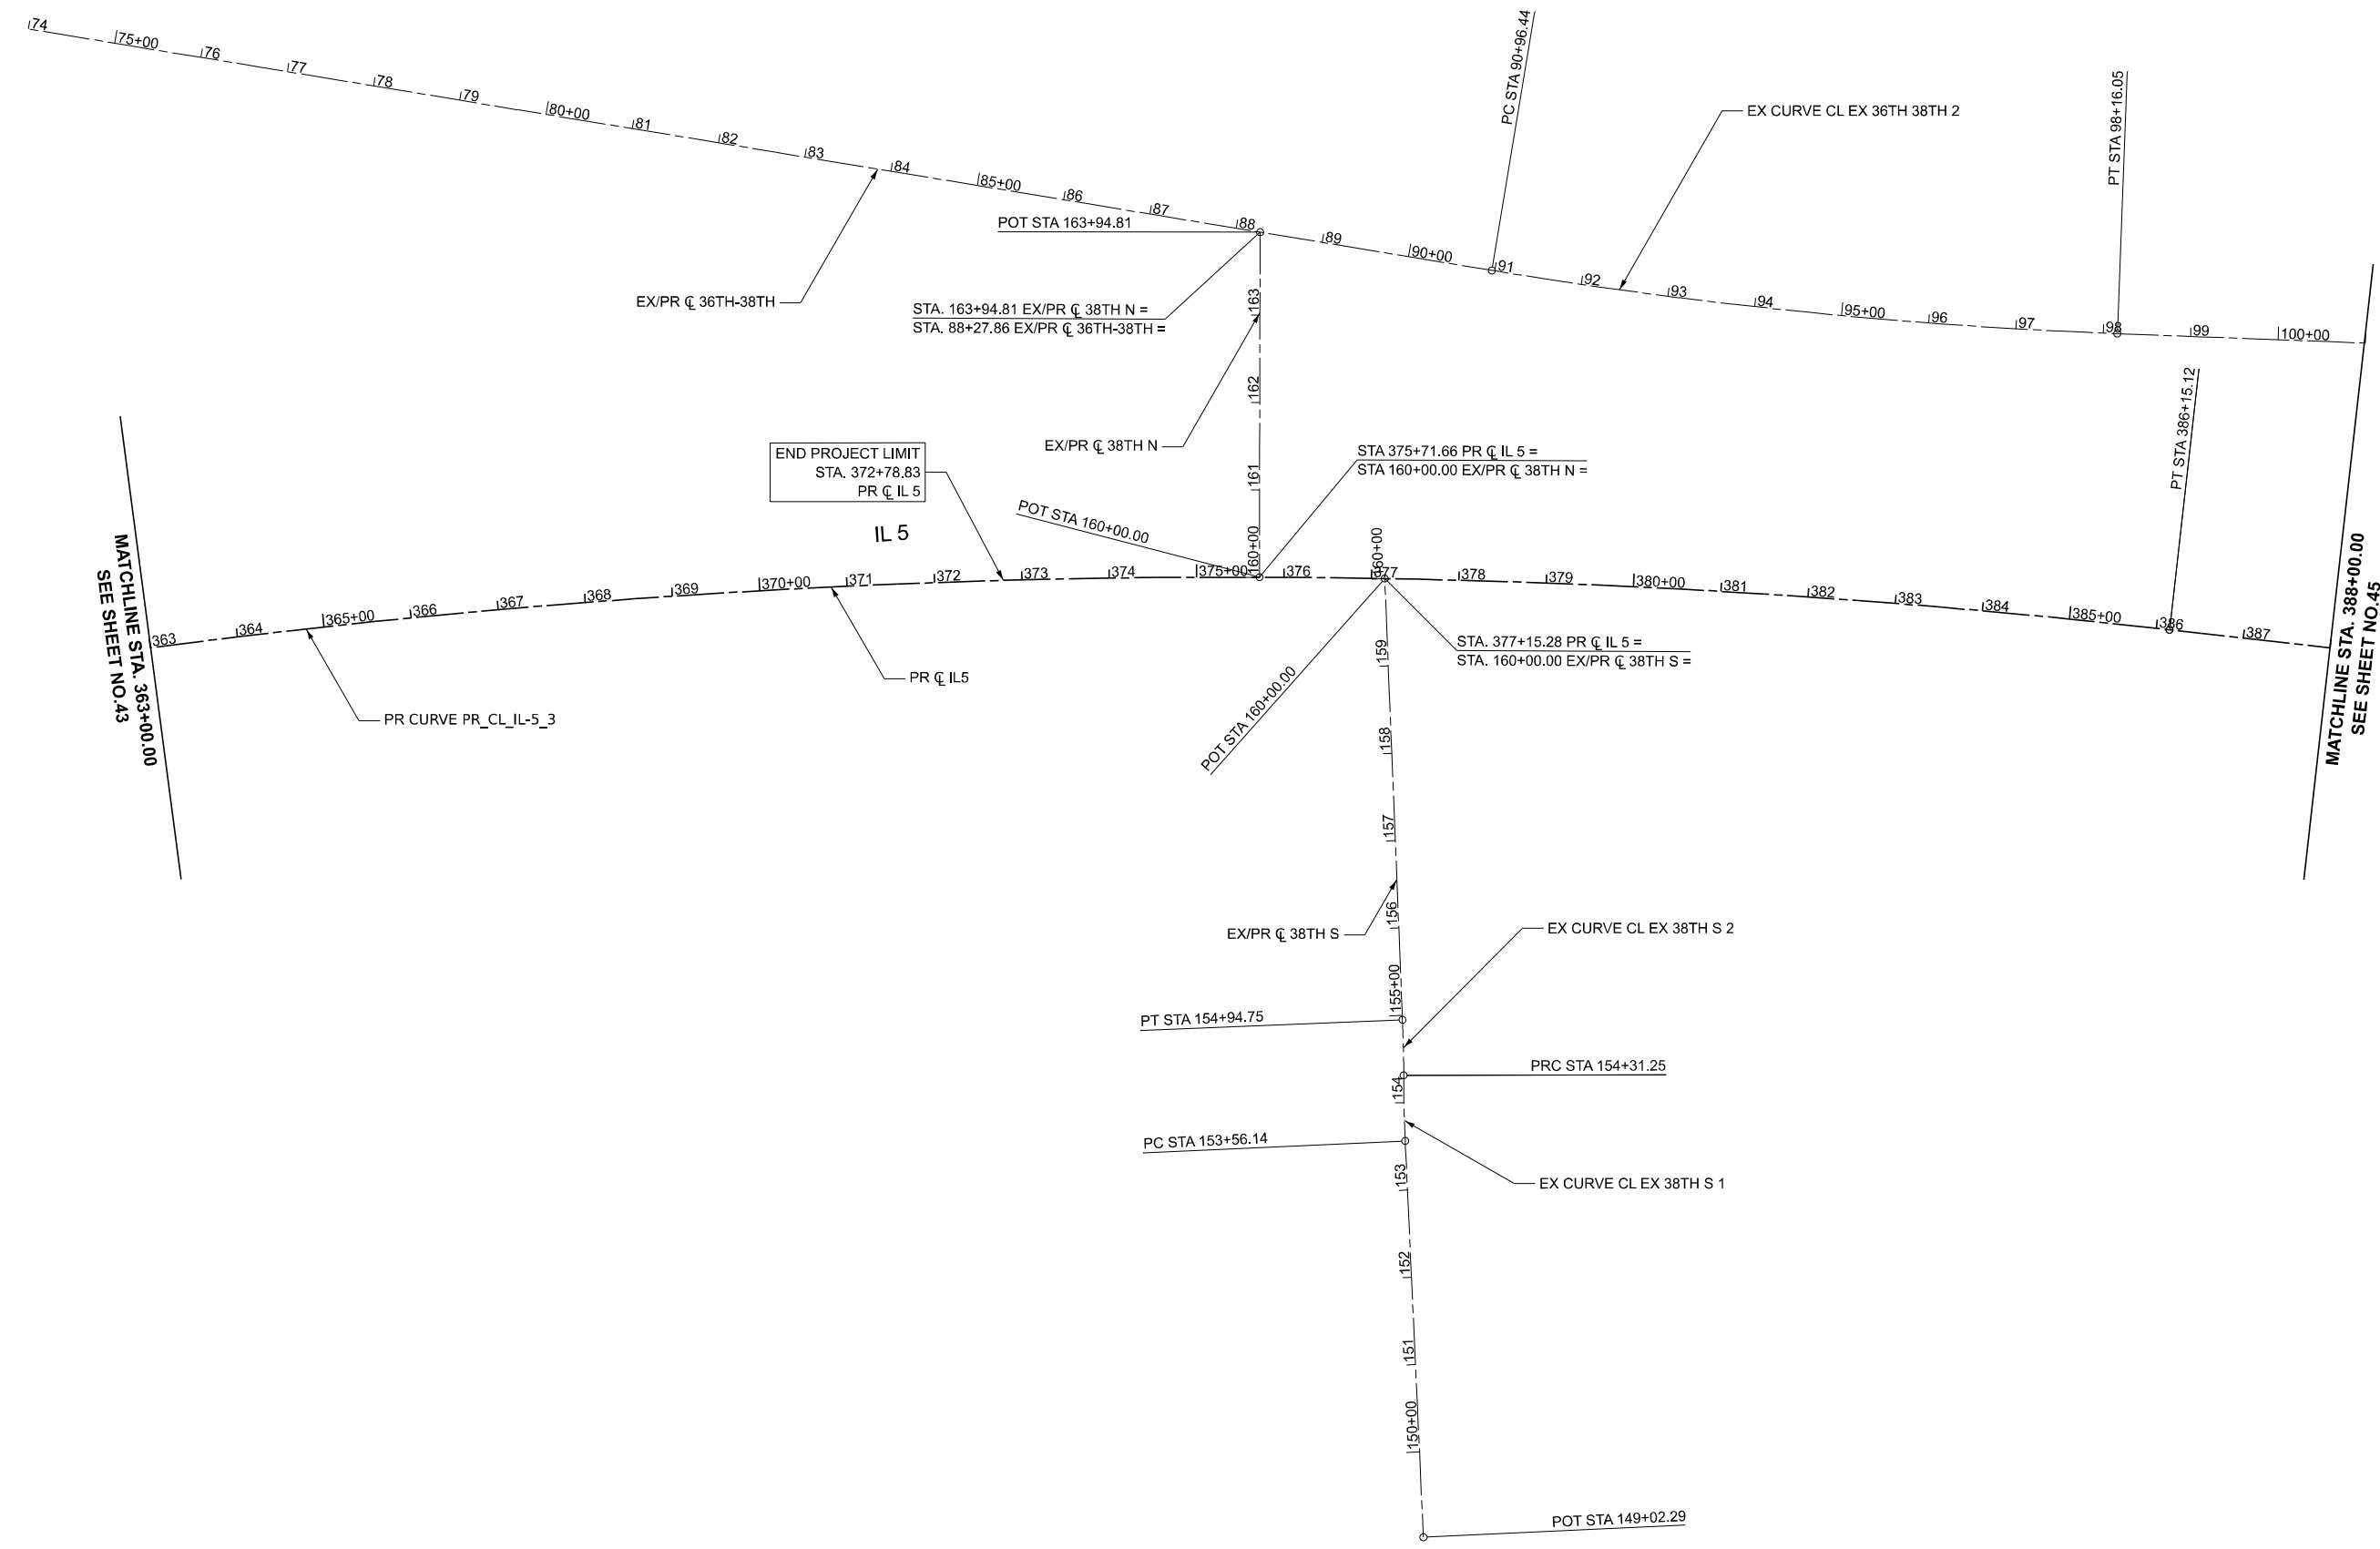 74
75+00
76
77
78
79
80+00
81
82
83
84
85+00
86
87
88
89
90+00
91
92
93
94
95+00
96
97
98
99
100+00
PC STA 90+96.44
EX CURVE CL EX 36TH 38TH 2
PT STA 98+16.05
POT STA 163+94.81
EX/PR ℄ 36TH-38TH
STA. 163+94.81 EX/PR ℄ 38TH N =
STA. 88+27.86 EX/PR ℄ 36TH-38TH =
163
162
161
160+00
EX/PR ℄ 38TH N
END PROJECT LIMIT
STA. 372+78.83
PR ℄ IL 5
IL 5
POT STA 160+00.00
STA 375+71.66 PR ℄ IL 5 =
STA 160+00.00 EX/PR ℄ 38TH N =
PT STA 386+15.12
MATCHLINE STA. 363+00.00
SEE SHEET NO.43
363
364
365+00
366
367
368
369
370+00
371
372
373
374
375+00
376
377
378
379
380+00
381
382
383
384
385+00
386
387
MATCHLINE STA. 388+00.00
SEE SHEET NO.45
PR CURVE PR_CL_IL-5_3
PR ℄ IL5
STA. 377+15.28 PR ℄ IL 5 =
STA. 160+00.00 EX/PR ℄ 38TH S =
POT STA 160+00.00
160+00
159
158
157
156
155+00
154
153
152
151
150+00
EX/PR ℄ 38TH S
EX CURVE CL EX 38TH S 2
PT STA 154+94.75
PRC STA 154+31.25
PC STA 153+56.14
EX CURVE CL EX 38TH S 1
POT STA 149+02.29